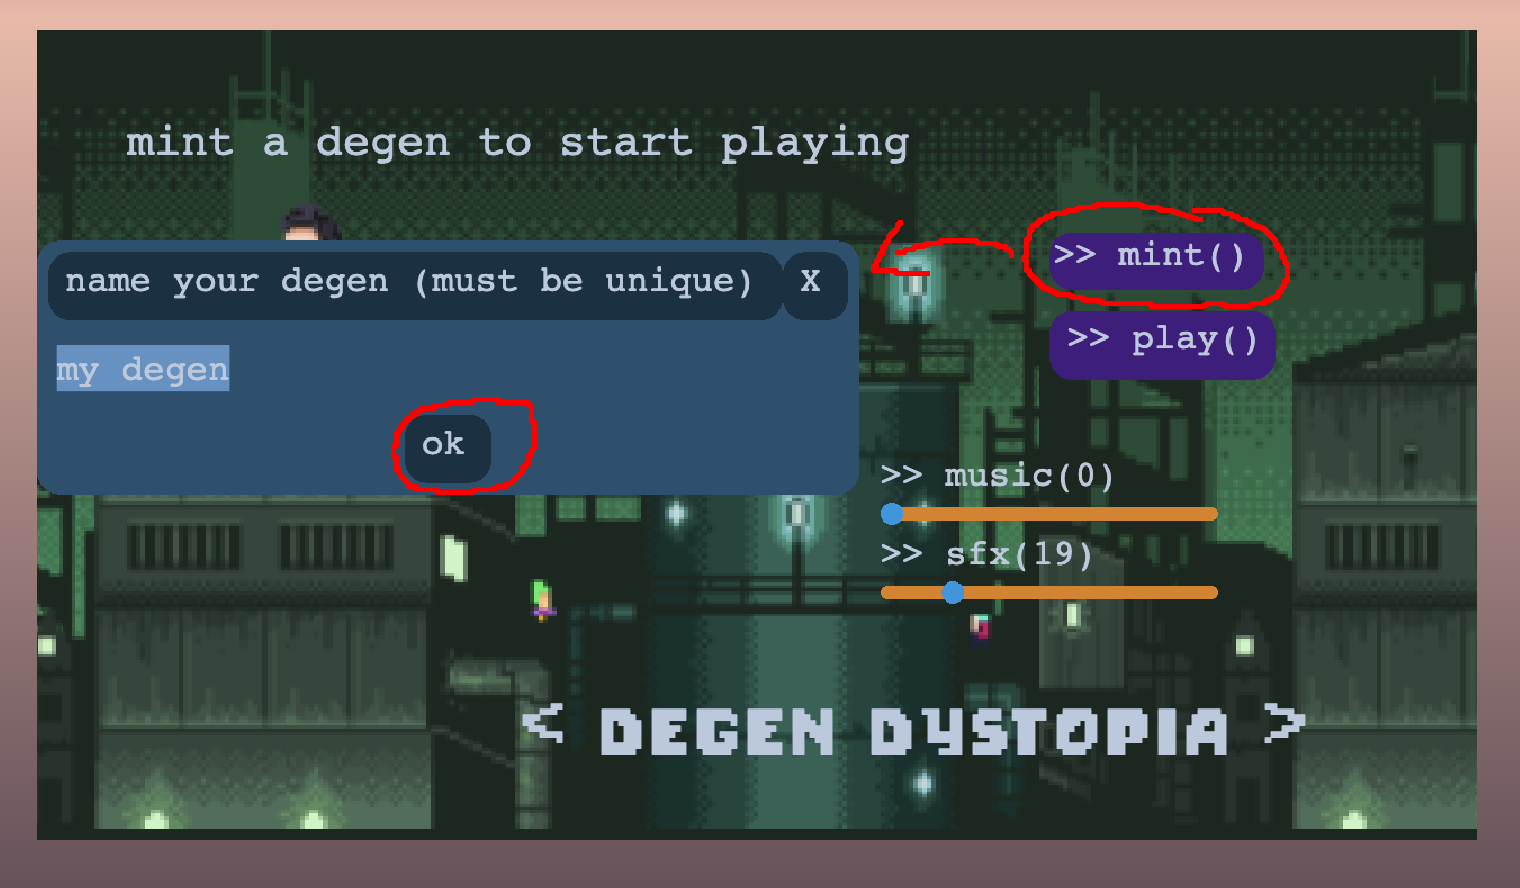 mint a degen to start playing
name your degen (must be unique) X
my degen
ok
>> mint()
>> play()
>> music(0)
>> sfx(19)
< DEGEN DYSTOPIA >